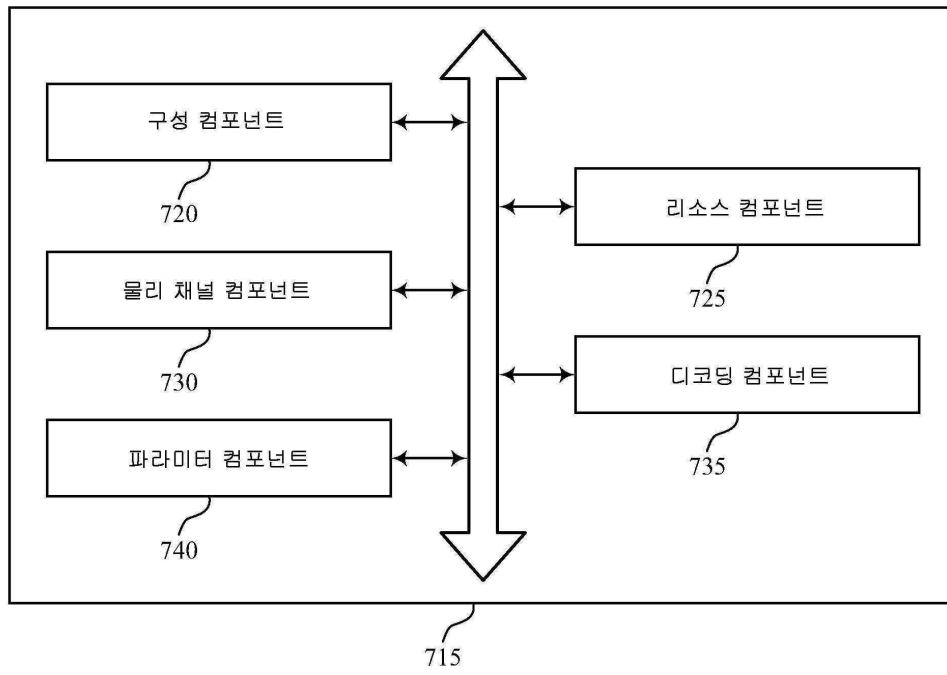 구성 컴포넌트
720
리소스 컴포넌트
725
물리 채널 컴포넌트
730
디코딩 컴포넌트
735
파라미터 컴포넌트
740
715